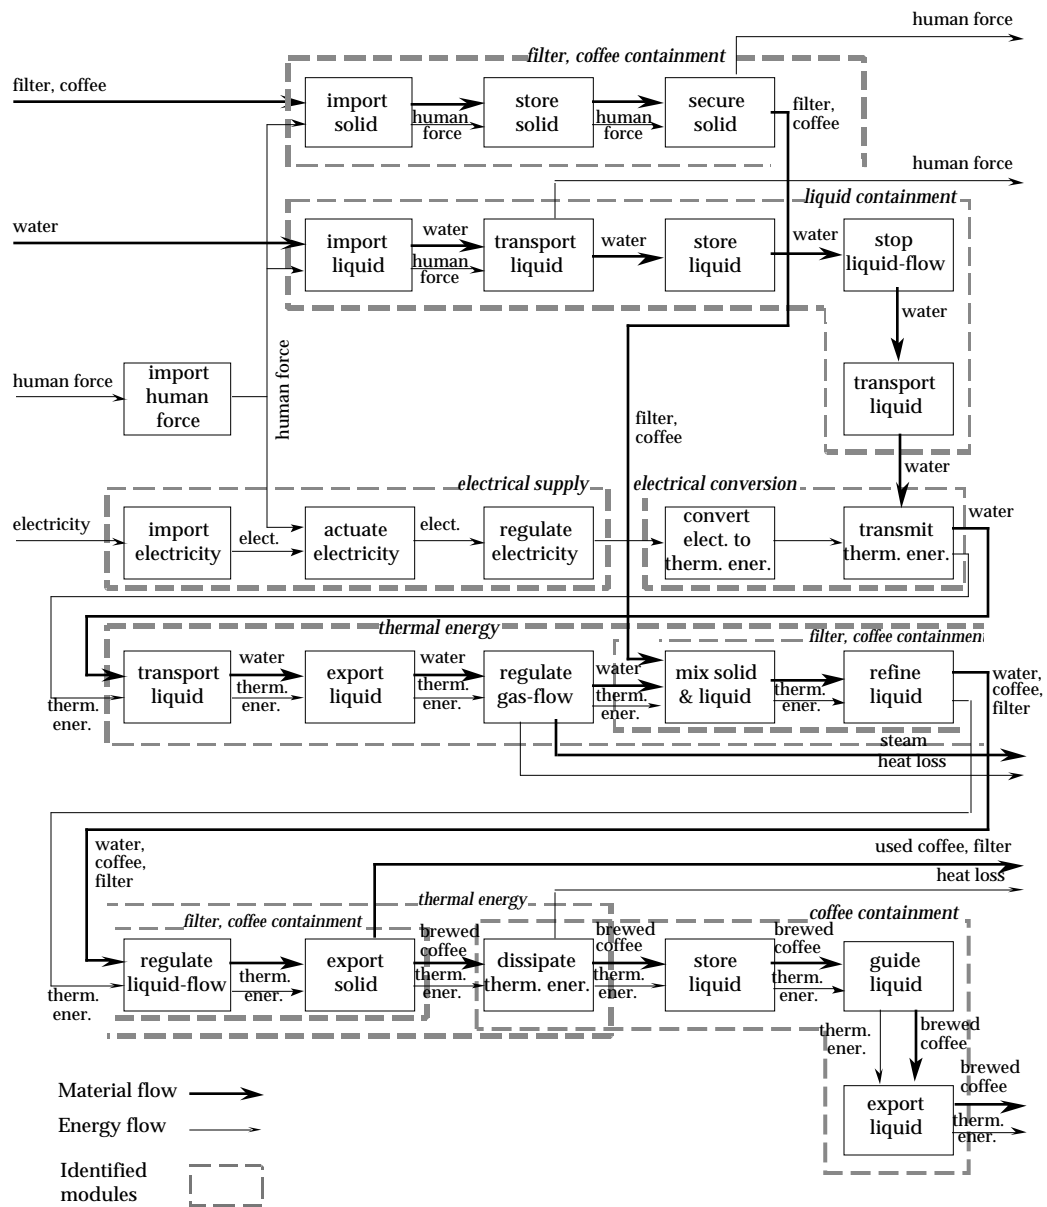 human force
filter, coffee containment
filter, coffee
import
solid
human
force
store
solid
human
force
secure
solid
filter,
coffee
human force
liquid containment
water
import
liquid
water
human
force
transport
liquid
water
store
liquid
water
stop
liquid-flow
water
human force
import
human
force
human force
filter,
coffee
transport
liquid
water
electrical supply
electrical conversion
electricity
import
electricity
elect.
actuate
electricity
elect.
regulate
electricity
convert
elect. to
therm. ener.
transmit
therm. ener.
water
thermal energy
filter, coffee containment
therm.
ener.
transport
liquid
water
therm.
ener.
export
liquid
water
therm.
ener.
regulate
gas-flow
water
therm.
ener.
mix solid
& liquid
therm.
ener.
refine
liquid
water,
coffee,
filter
steam
heat loss
water,
coffee,
filter
used coffee, filter
heat loss
thermal energy
filter, coffee containment
coffee containment
therm.
ener.
regulate
liquid-flow
therm.
ener.
export
solid
brewed
coffee
therm.
ener.
dissipate
therm. ener.
brewed
coffee
therm.
ener.
store
liquid
brewed
coffee
therm.
ener.
guide
liquid
therm.
ener.
brewed
coffee
export
liquid
brewed
coffee
therm.
ener.
Material flow
Energy flow
Identified
modules